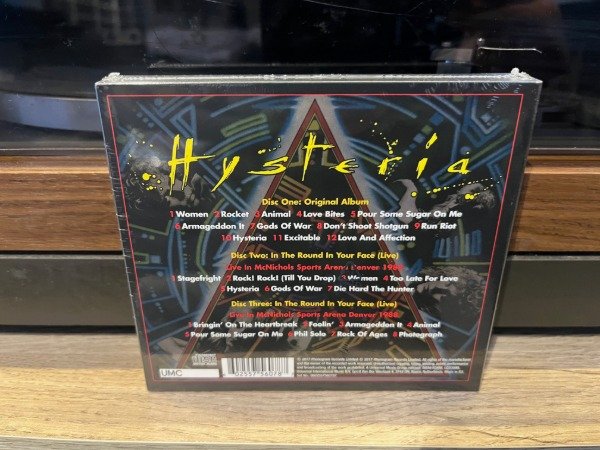 Hysteria
Disc One: Original Album
1 Women 2 Rocket 3 Animal 4 Love Bites 5 Pour Some Sugar On Me
6 Armageddon It 7 Gods Of War 8 Don't Shoot Shotgun 9 Run Riot
10 Hysteria 11 Excitable 12 Love And Affection
Disc Two: In The Round In Your Face (Live)
Live In McNichols Sports Arena Denver 1988.
1 Stagefright 2 Rock! Rock! (Till You Drop) 3 Women 4 Too Late For Love
5 Hysteria 6 Gods Of War 7 Die Hard The Hunter
Disc Three: In The Round In Your Face (Live)
Live In McNichols Sports Arena Denver 1988.
1 Bringin' On The Heartbreak 2 Foolin' 3 Armageddon It 4 Animal
5 Pour Some Sugar On Me 6 Phil Solo 7 Rock Of Ages 8 Photograph
UMC
02557 56078